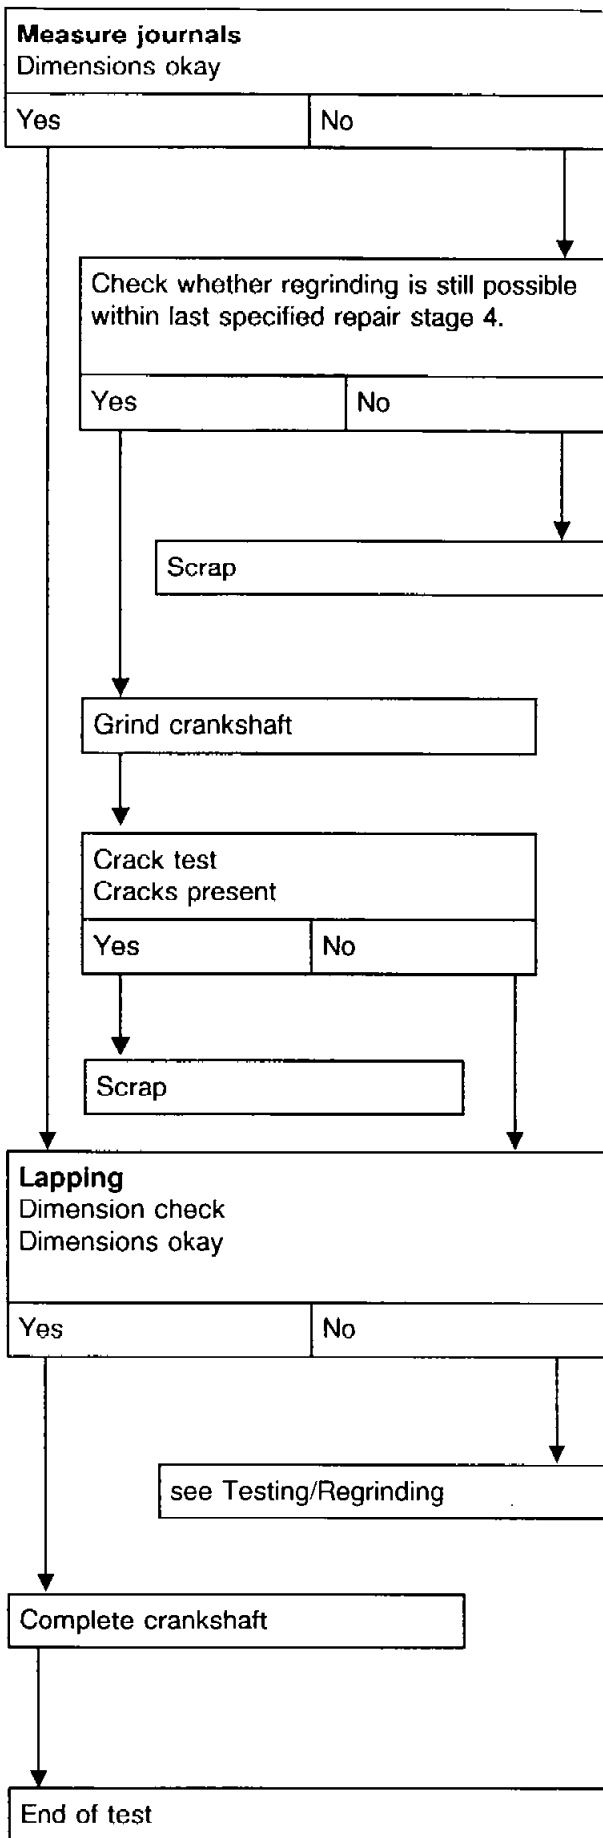 Measure journals
Dimensions okay
Yes
No
Check whether regrinding is still possible
within last specified repair stage 4.
Yes
No
Scrap
Grind crankshaft
Crack test
Cracks present
Yes
No
Scrap
Lapping
Dimension check
Dimensions okay
Yes
No
see Testing/Regrinding
Complete crankshaft
End of test